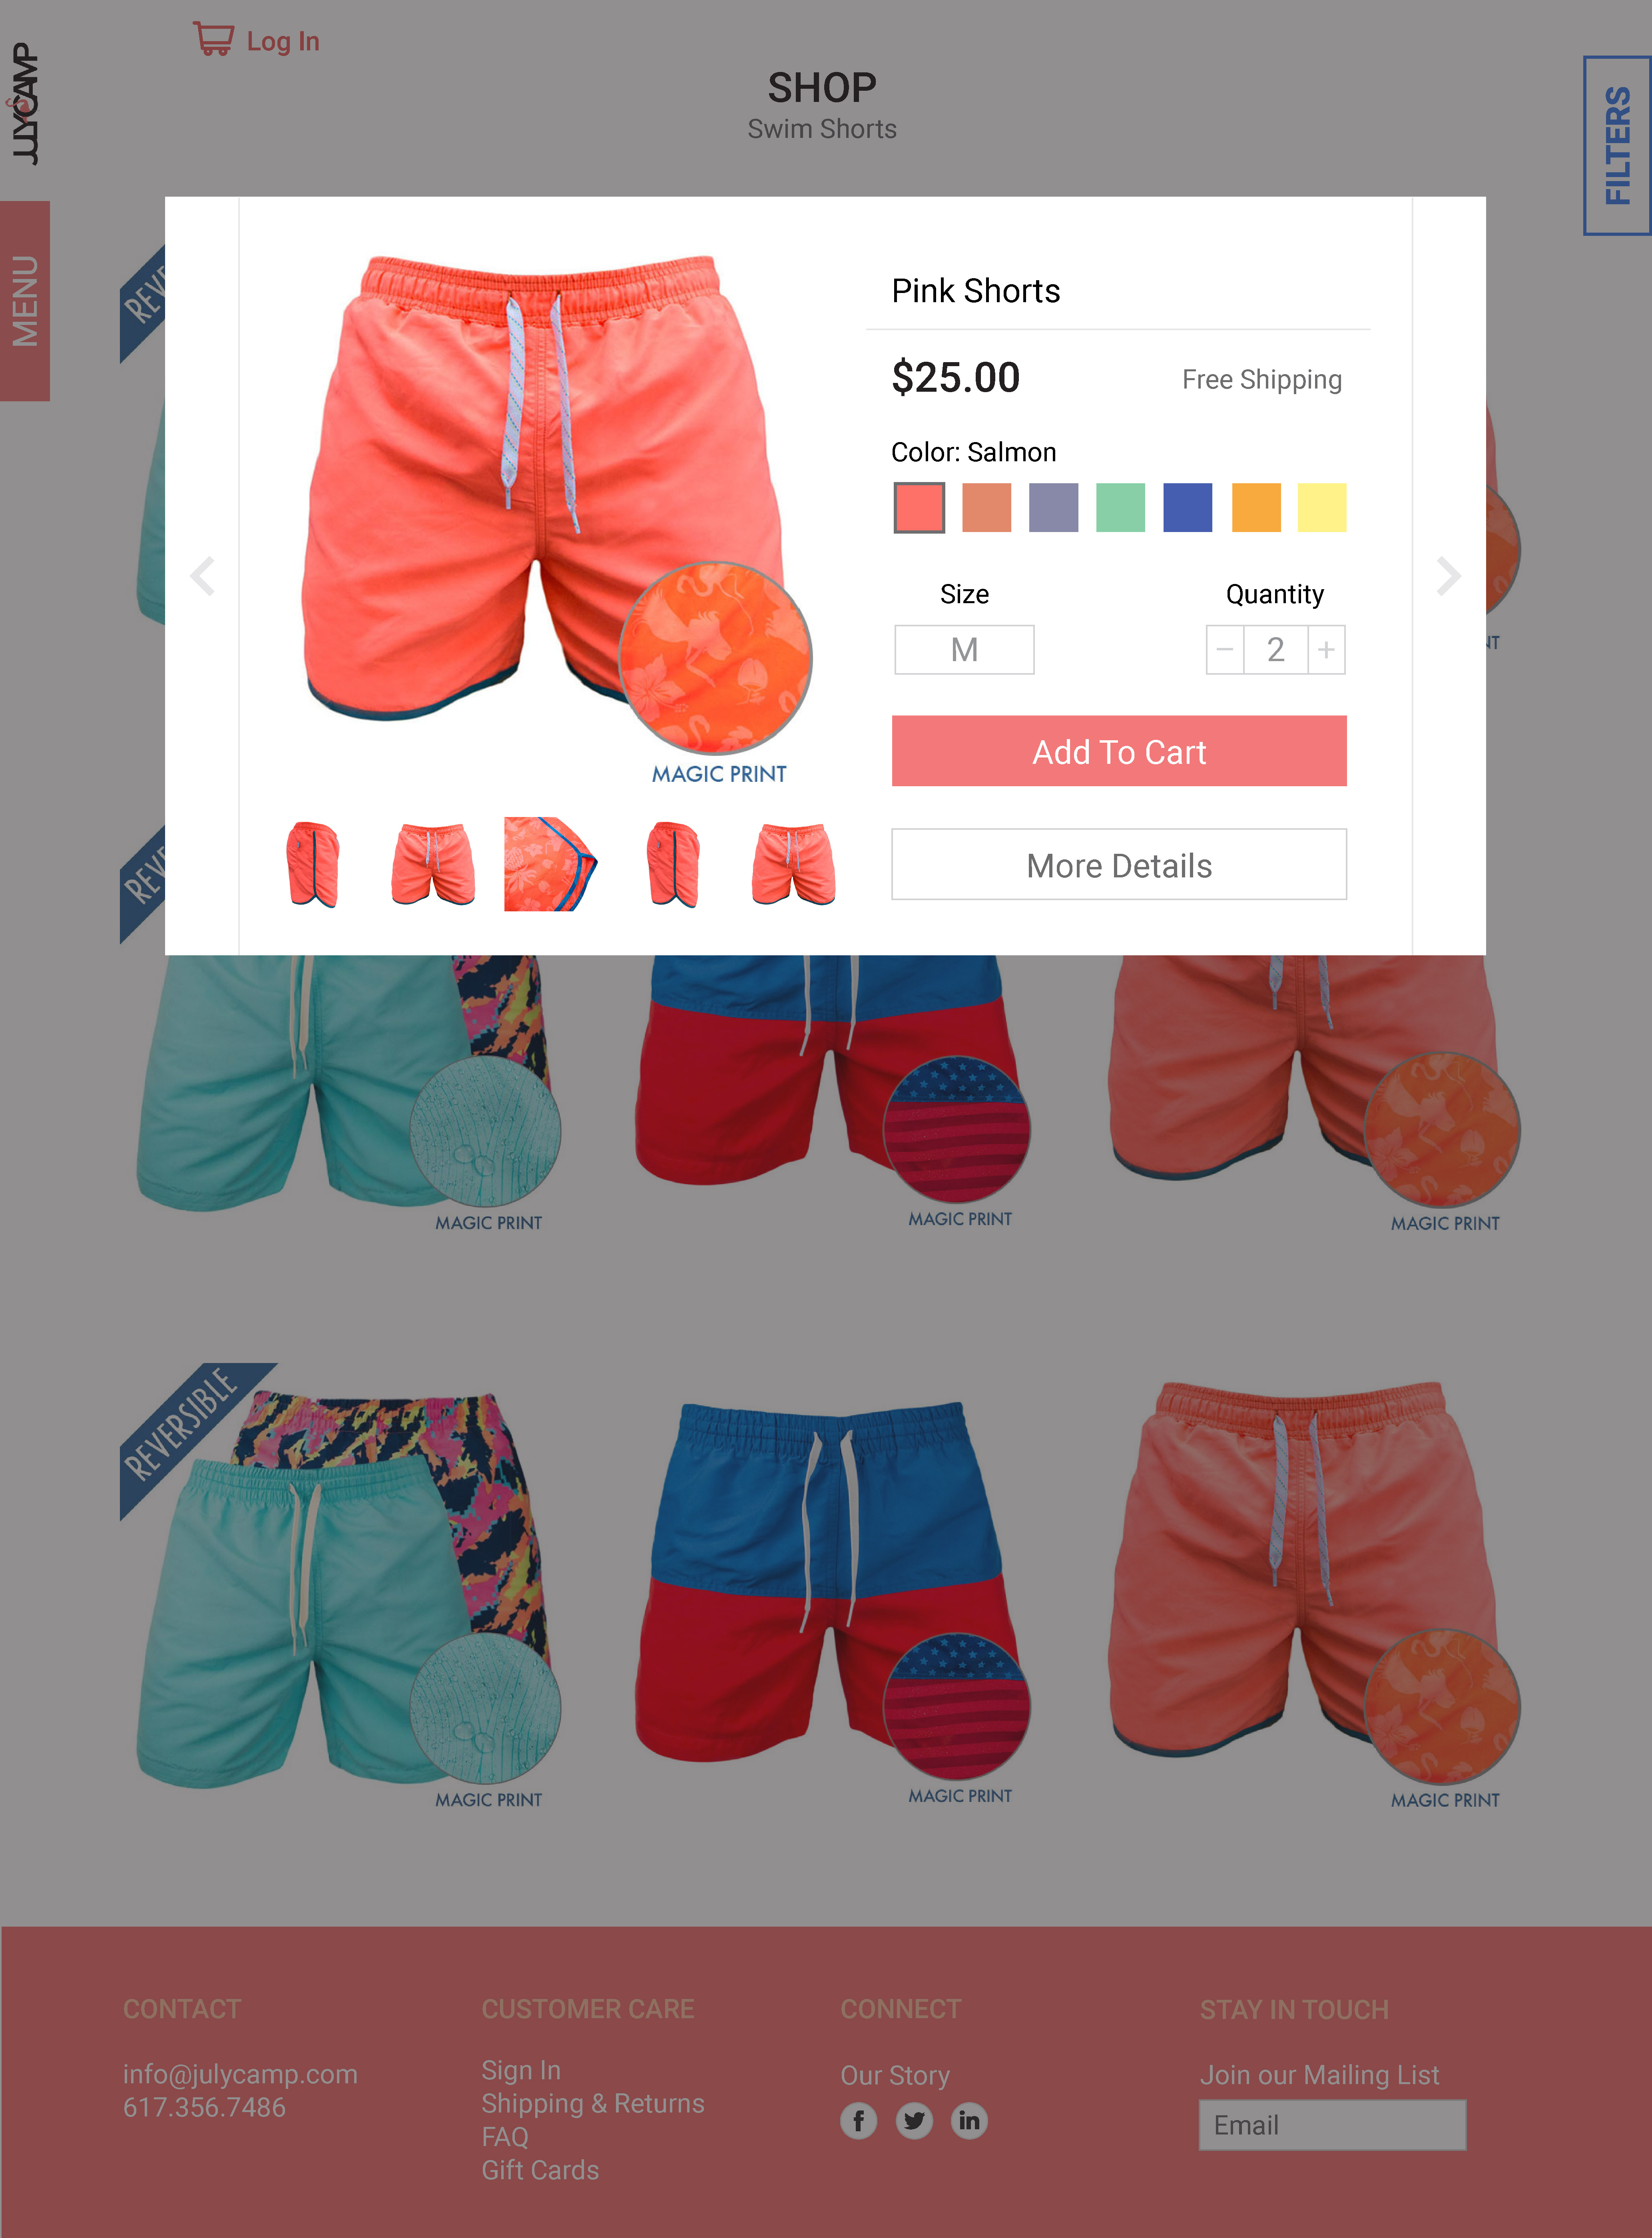 Log In
SHOP
Swim Shorts
JULYCAMP
MENU
FILTERS
Pink Shorts
$25.00
Free Shipping
Color: Salmon
Size
Quantity
M
− 2 +
Add To Cart
More Details
MAGIC PRINT
REV
NT
REV
MAGIC PRINT
MAGIC PRINT
MAGIC PRINT
REVERSIBLE
MAGIC PRINT
MAGIC PRINT
MAGIC PRINT
CONTACT
info@julycamp.com
617.356.7486
CUSTOMER CARE
Sign In
Shipping & Returns
FAQ
Gift Cards
CONNECT
Our Story
f in
STAY IN TOUCH
Join our Mailing List
Email